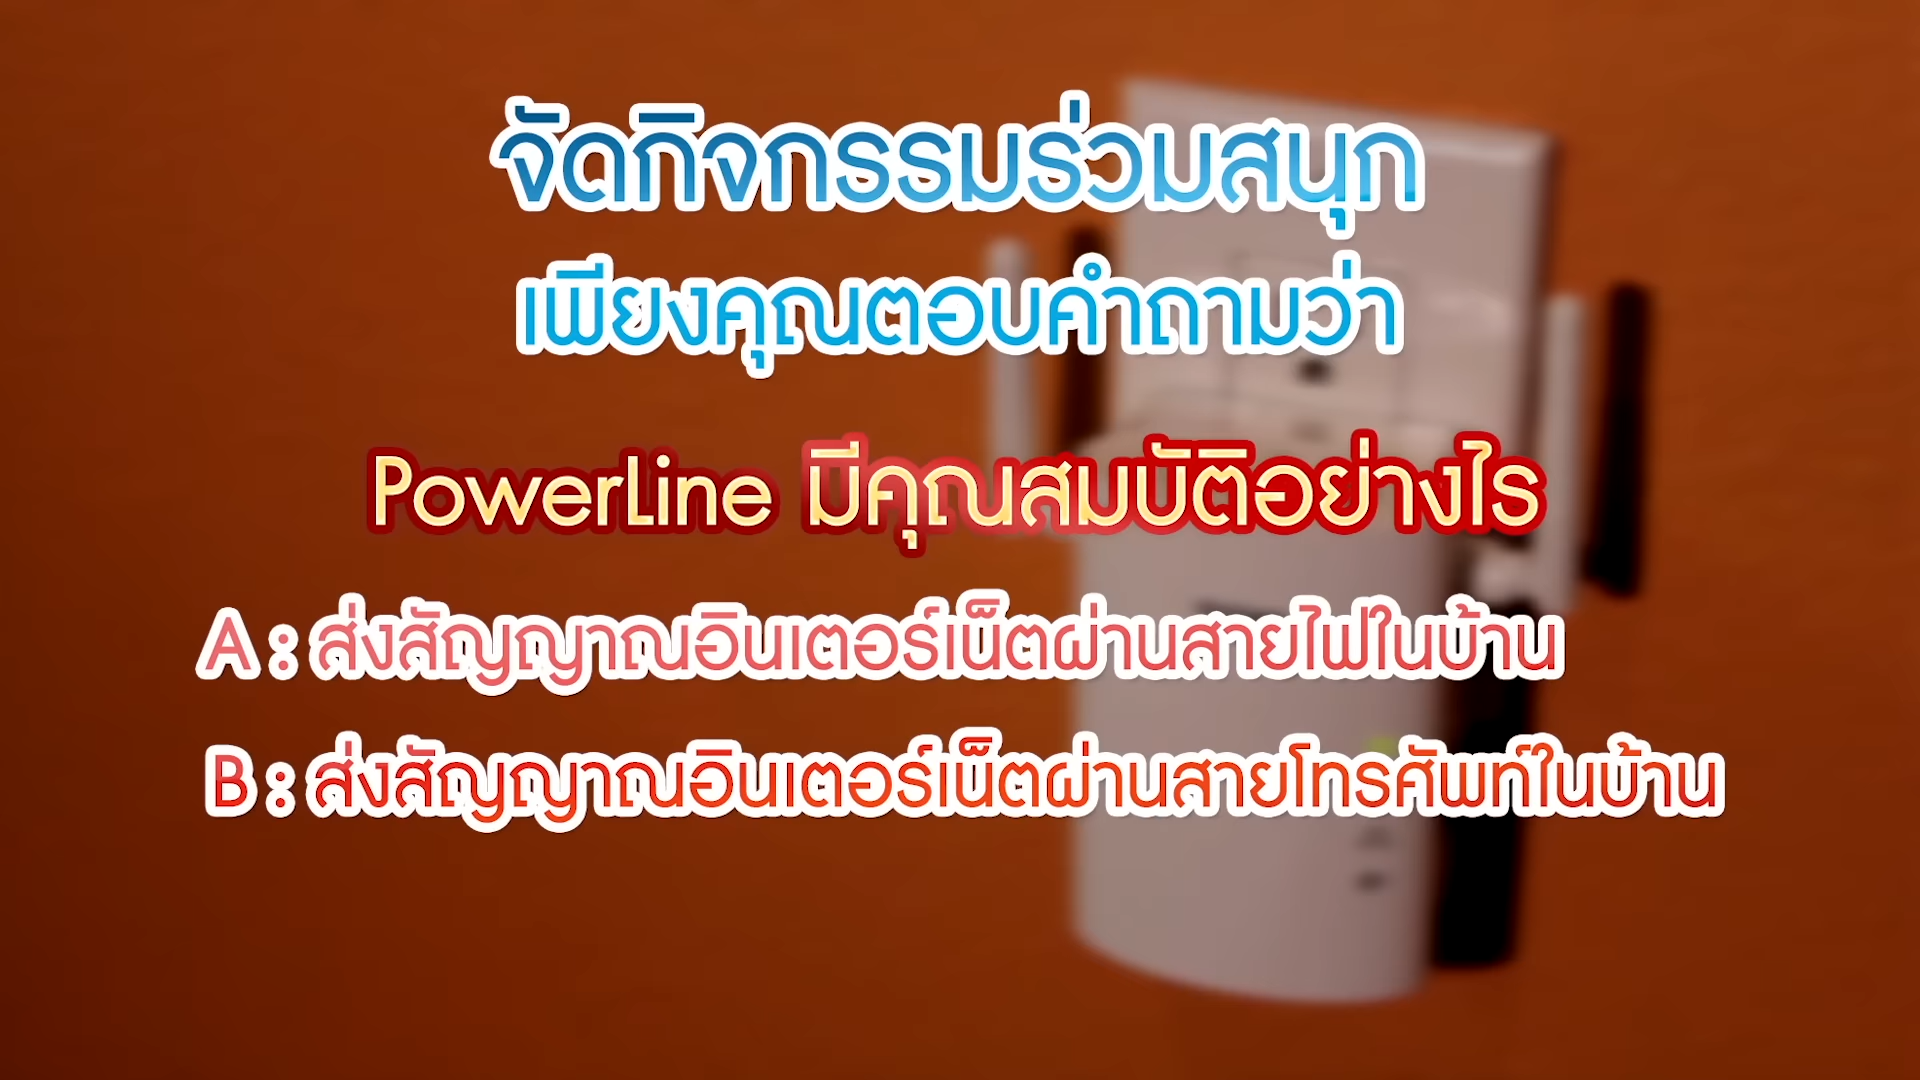 จัดกิจกรรมร่วมสนุก
เพียงคุณตอบคำถามว่า
PowerLine มีคุณสมบัติอย่างไร
A : ส่งสัญญาณอินเตอร์เน็ตผ่านสายไฟในบ้าน
B : ส่งสัญญาณอินเตอร์เน็ตผ่านสายโทรศัพท์ในบ้าน